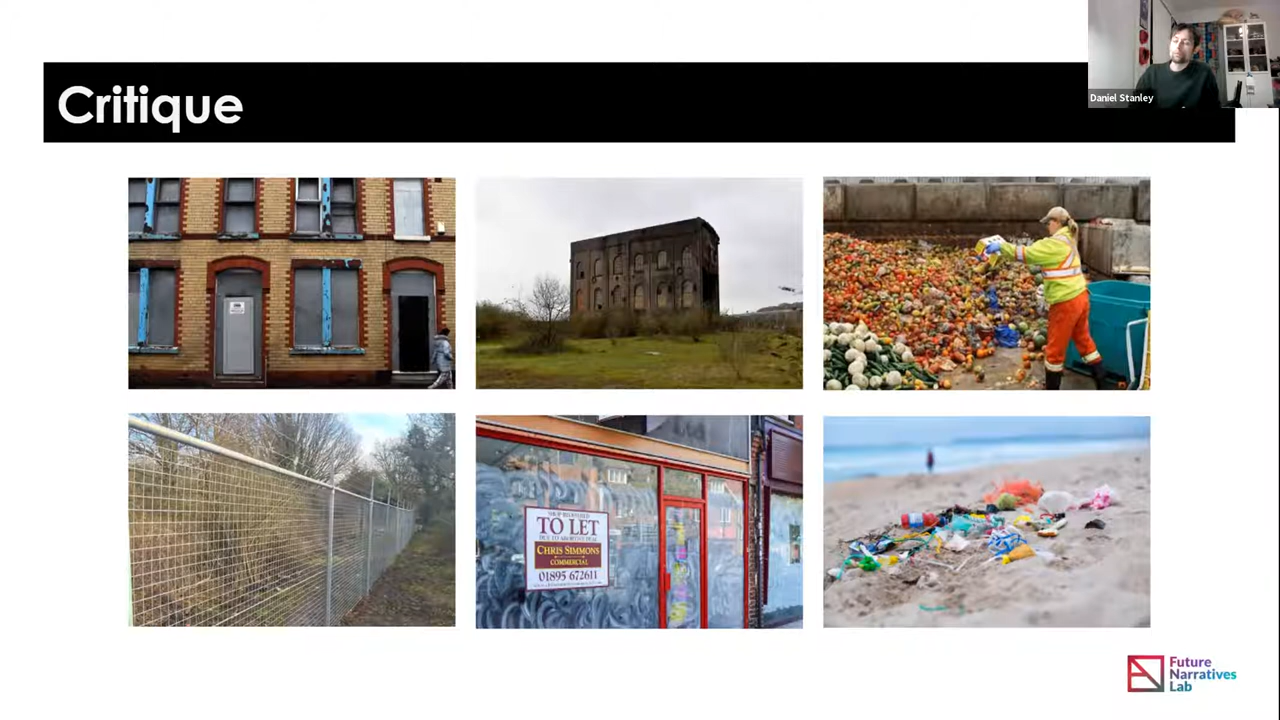 Critique
Daniel Stanley
TO LET
CHRIS SIMMONS
COMMERCIAL
01895 672611
Future
Narratives
Lab